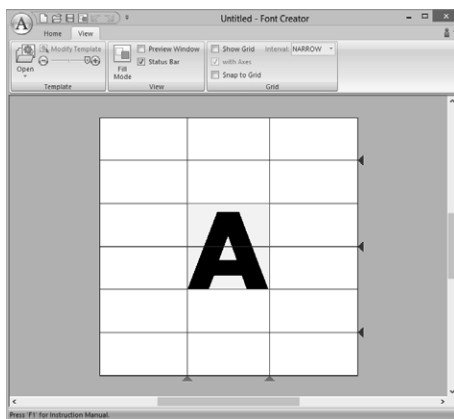 Untitled - Font Creator
Home View
Open
Modify Template
Template
Fill Mode
Preview Window
Status Bar
View
Show Grid Interval: NARROW
with Axes
Snap to Grid
Grid
A
Press 'F1' for Instruction Manual.